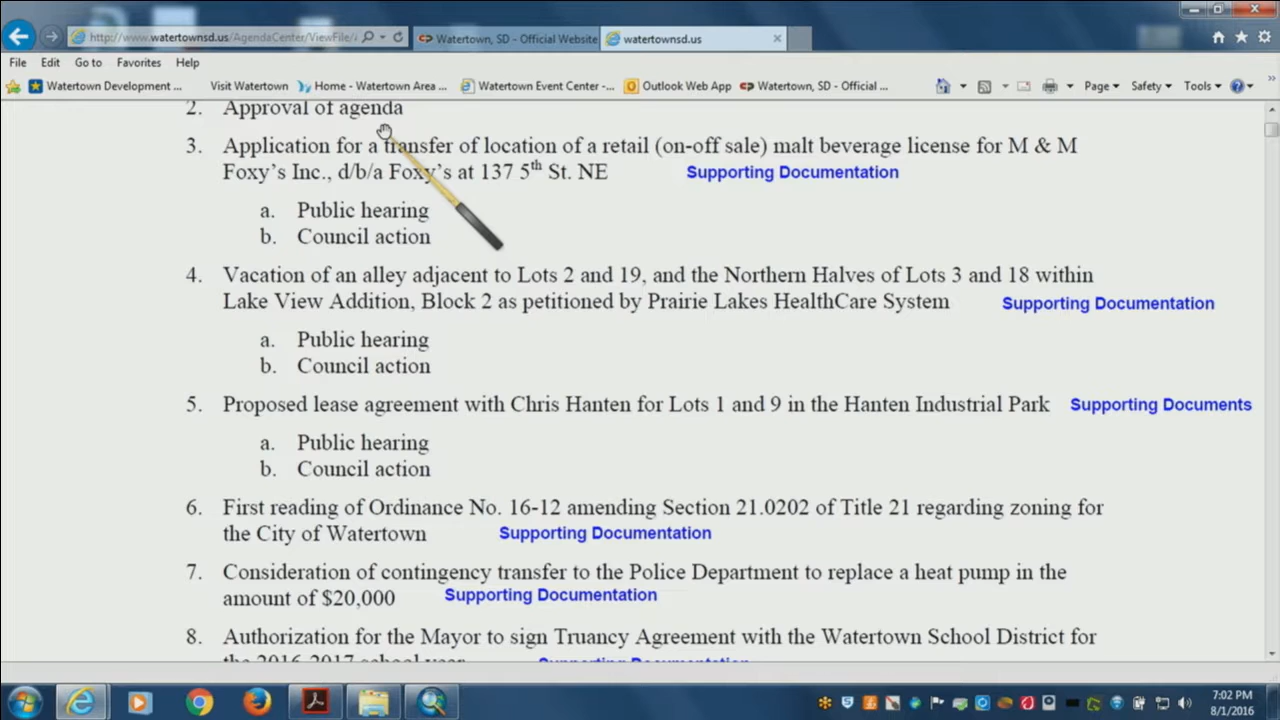 http://www.watertownsd.us/AgendaCenter/ViewFile/
Watertown, SD - Official Website
watertownsd.us
File Edit Go to Favorites Help
Watertown Development ...
Visit Watertown
Home - Watertown Area ...
Watertown Event Center -...
Outlook Web App
Watertown, SD - Official ...
Page
Safety
Tools
2. Approval of agenda
3. Application for a transfer of location of a retail (on-off sale) malt beverage license for M & M
Foxy's Inc., d/b/a Foxy's at 137 5th St. NE Supporting Documentation
a. Public hearing
b. Council action
4. Vacation of an alley adjacent to Lots 2 and 19, and the Northern Halves of Lots 3 and 18 within
Lake View Addition, Block 2 as petitioned by Prairie Lakes HealthCare System Supporting Documentation
a. Public hearing
b. Council action
5. Proposed lease agreement with Chris Hanten for Lots 1 and 9 in the Hanten Industrial Park Supporting Documents
a. Public hearing
b. Council action
6. First reading of Ordinance No. 16-12 amending Section 21.0202 of Title 21 regarding zoning for
the City of Watertown Supporting Documentation
7. Consideration of contingency transfer to the Police Department to replace a heat pump in the
amount of $20,000 Supporting Documentation
8. Authorization for the Mayor to sign Truancy Agreement with the Watertown School District for
the 2016-2017 school year Supporting Documentation
7:02 PM
8/1/2016